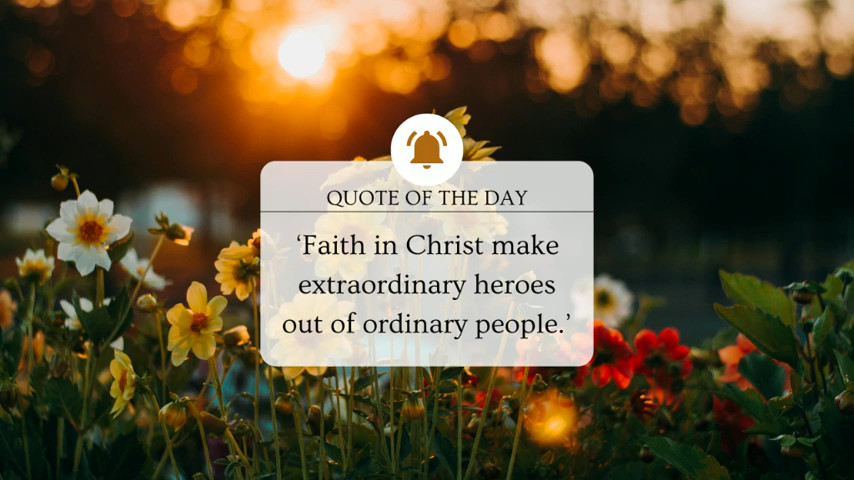 QUOTE OF THE DAY
‘Faith in Christ make
extraordinary heroes
out of ordinary people.’